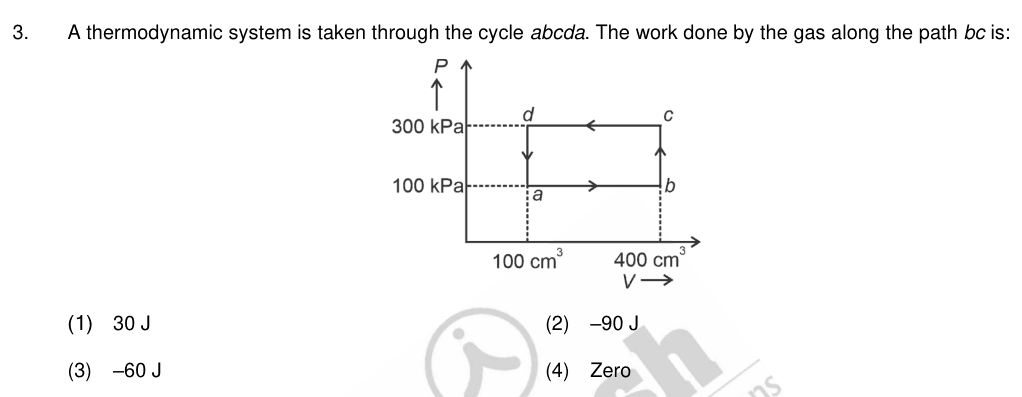 3. A thermodynamic system is taken through the cycle abcda. The work done by the gas along the path bc is:
P
d
c
300 kPa
100 kPa
a
b
100 cm³
400 cm³
V
(1) 30 J
(2) –90 J
(3) –60 J
(4) Zero